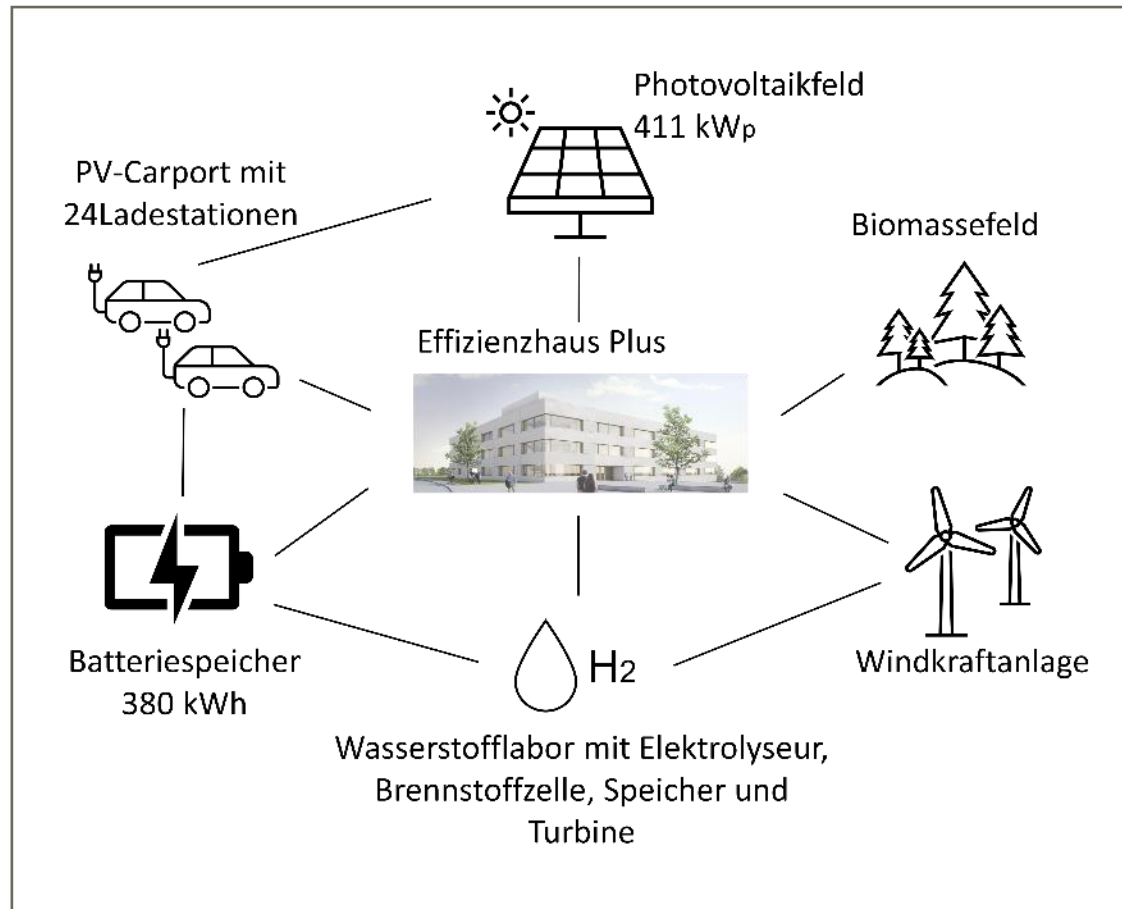 Photovoltaikfeld
411 kWp
PV-Carport mit
24Ladestationen
Biomassefeld
Effizienzhaus Plus
Batteriespeicher
380 kWh
H2
Windkraftanlage
Wasserstofflabor mit Elektrolyseur,
Brennstoffzelle, Speicher und
Turbine